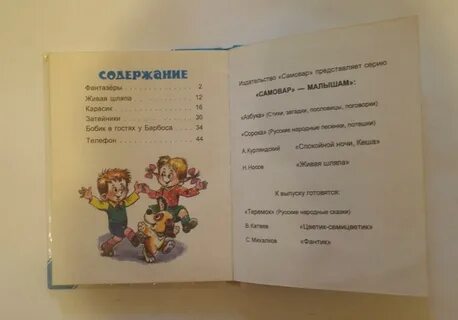 СОДЕРЖАНИЕ
Фантазёры 2
Живая шляпа 12
Карасик 16
Затейники 30
Бобик в гостях у Барбоса 34
Телефон 44
Издательство «Самовар» представляет серию
«САМОВАР» — МАЛЫШАМ»:
«Азбука» (Стихи, загадки, пословицы, поговорки)
«Сорока» (Русские народные песенки, потешки)
А.Курляндский «Спокойной ночи, Кеша»
Н.Носов «Живая шляпа»
К выпуску готовятся:
«Теремок» (Русские народные сказки)
В.Катаев «Цветик-семицветик»
С.Михалков «Фантик»